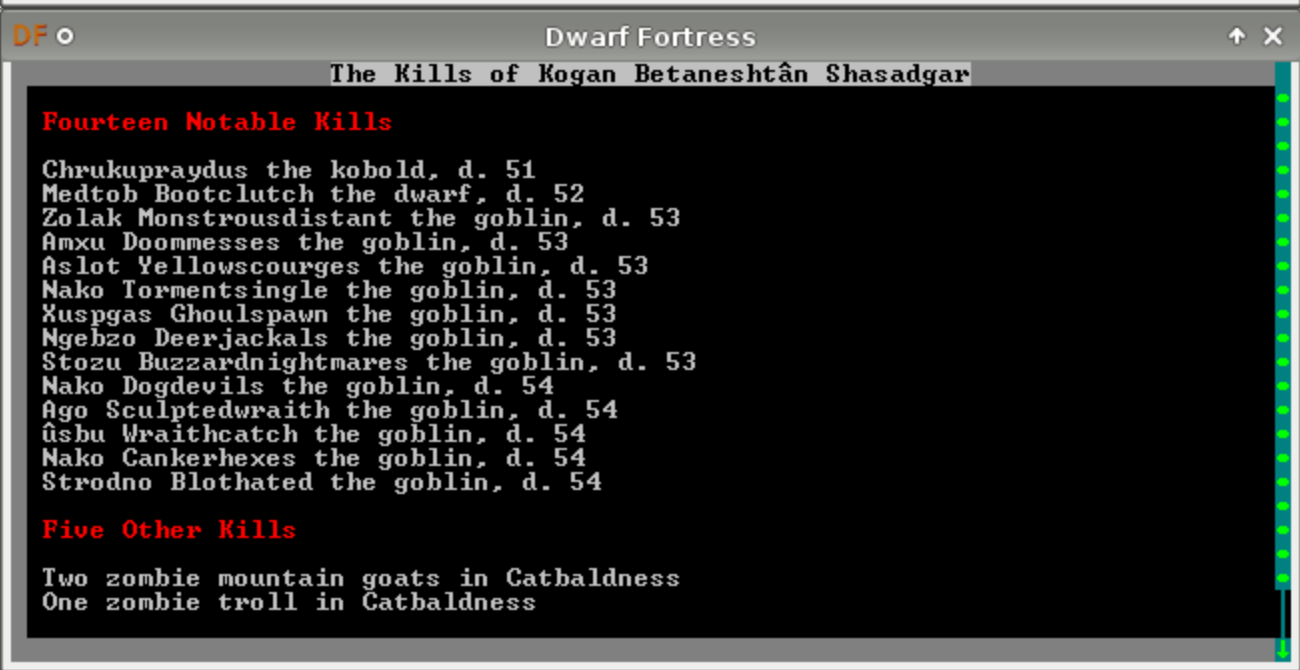 DF
Dwarf Fortress
The Kills of Kogan Betaneshtân Shasadgar
Fourteen Notable Kills
Chrukupraydus the kobold, d. 51
Medtob Bootclutch the dwarf, d. 52
Zolak Monstrousdistant the goblin, d. 53
Amxu Doommesses the goblin, d. 53
Aslot Yellowscourges the goblin, d. 53
Nako Tormentsingle the goblin, d. 53
Xuspgas Ghoulspawn the goblin, d. 53
Ngebzo Deerjackals the goblin, d. 53
Stozu Buzzardnightmares the goblin, d. 53
Nako Dogdevils the goblin, d. 54
Ago Sculptedwraith the goblin, d. 54
ûsbu Wraithcatch the goblin, d. 54
Nako Cankerhexes the goblin, d. 54
Strodno Blothated the goblin, d. 54
Five Other Kills
Two zombie mountain goats in Catbaldness
One zombie troll in Catbaldness